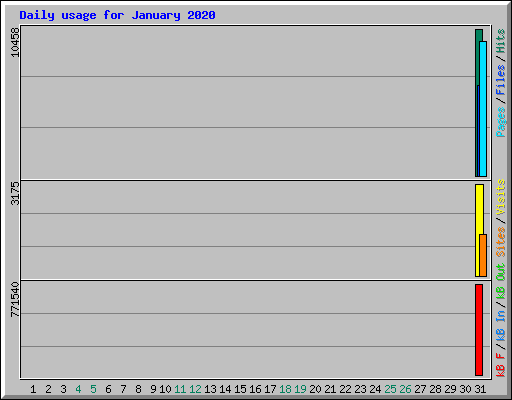 Daily usage for January 2020
10458
3175
771540
Pages/Files/Hits
Sites/Visits
kB F/kB In/kB Out
1 2 3 4 5 6 7 8 9 10 11 12 13 14 15 16 17 18 19 20 21 22 23 24 25 26 27 28 29 30 31